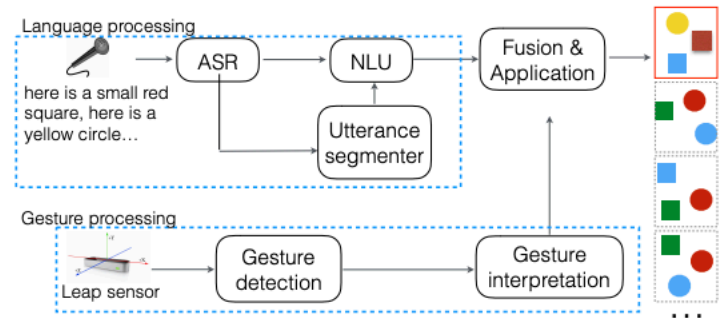 Language processing
ASR
NLU
Fusion &
Application
here is a small red
square, here is a
yellow circle...
Utterance
segmenter
Gesture processing
Leap sensor
Gesture
detection
Gesture
interpretation
...